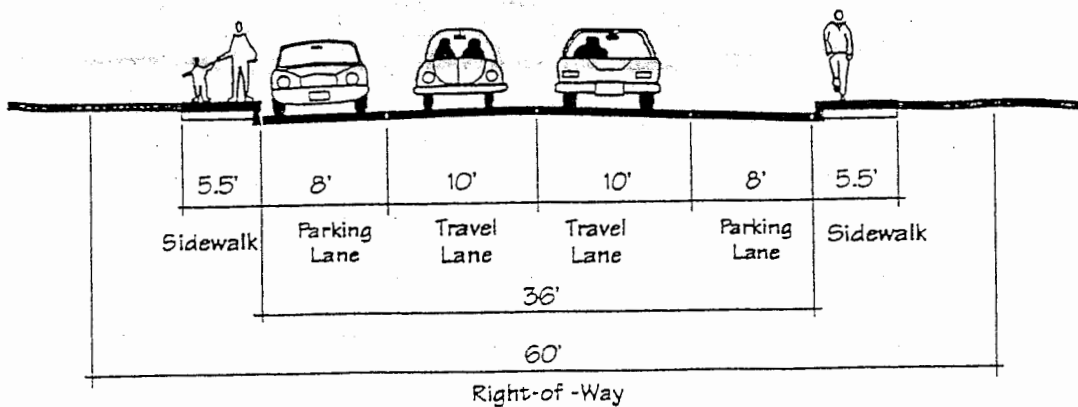 5.5' 8' 10' 10' 8' 5.5'
Sidewalk Parking Lane Travel Lane Travel Lane Parking Lane Sidewalk
36'
60'
Right-of -Way